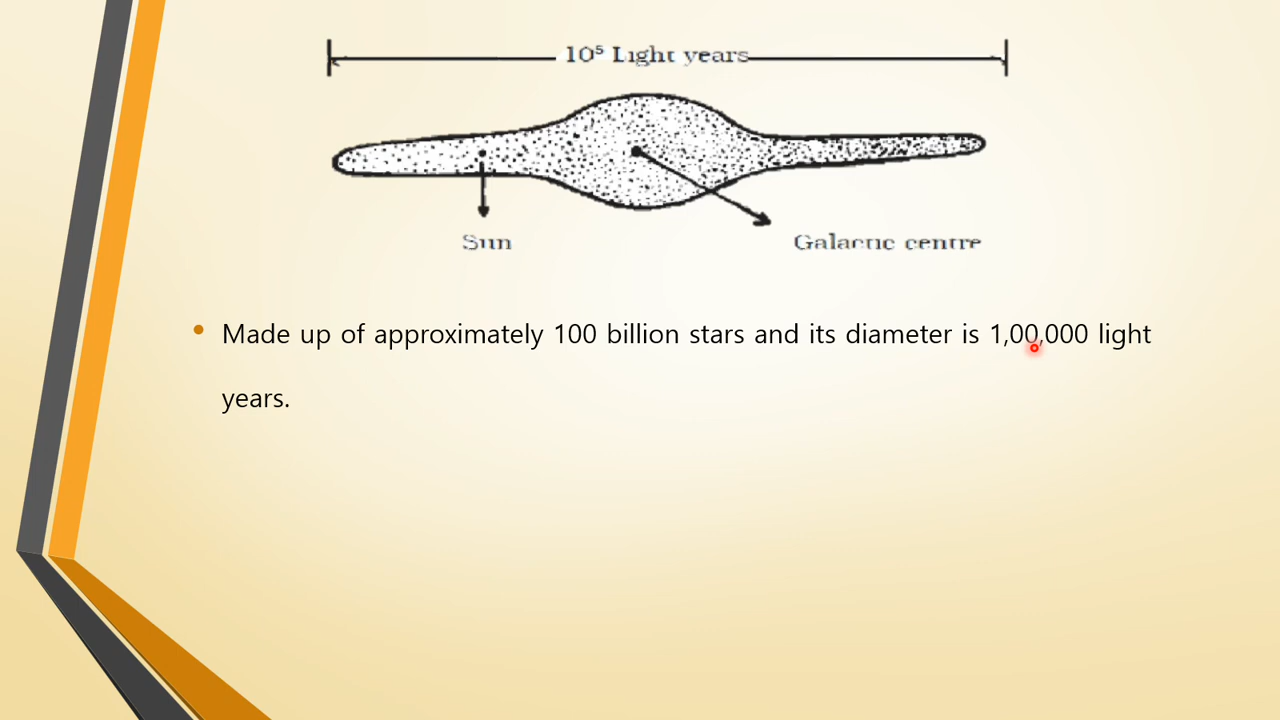 10⁵ Light years
Sun
Galactic centre
Made up of approximately 100 billion stars and its diameter is 1,00,000 light
years.